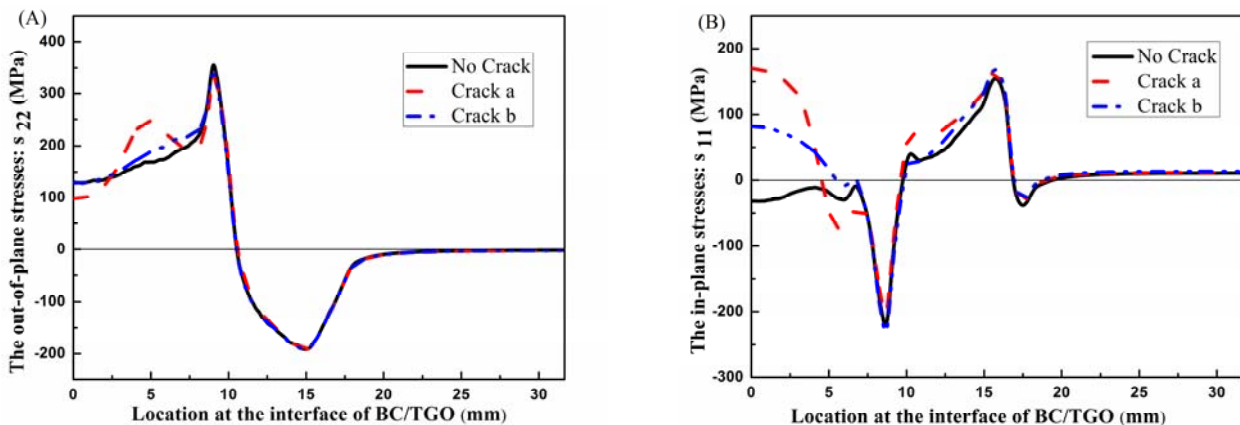 (A)
The out-of-plane stresses: s 22 (MPa)
400
300
200
100
0
-100
-200
No Crack
Crack a
Crack b
0 5 10 15 20 25 30
Location at the interface of BC/TGO (mm)
(B)
The in-plane stresses: s 11 (MPa)
200
100
0
-100
-200
-300
No Crack
Crack a
Crack b
0 5 10 15 20 25 30
Location at the interface of BC/TGO (mm)